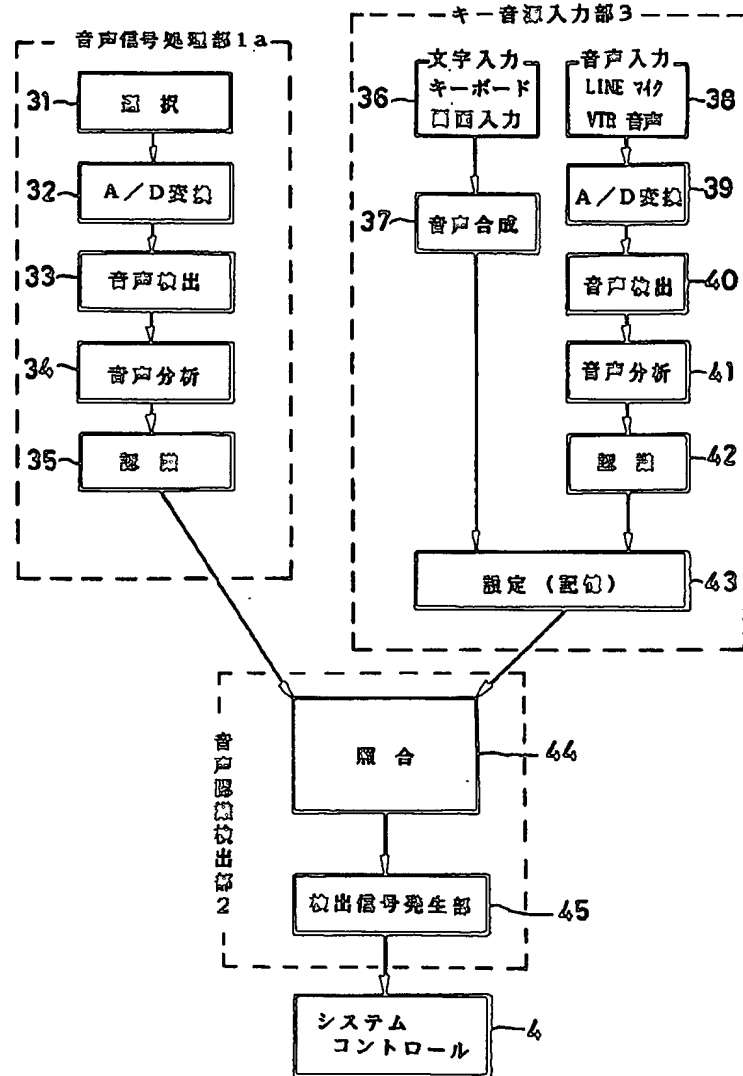 音声信号処理部1a
31
選択
32
A/D変換
33
音声検出
34
音声分析
35
認識
キー音源入力部3
36
文字入力
キーボード
画面入力
37
音声合成
音声入力
LINE マイク
VTR 音声
38
A/D変換
39
音声検出
40
音声分析
41
認識
42
設定(記憶)
43
音声認識検出部2
照合
44
検出信号発生部
45
システム
コントロール
4